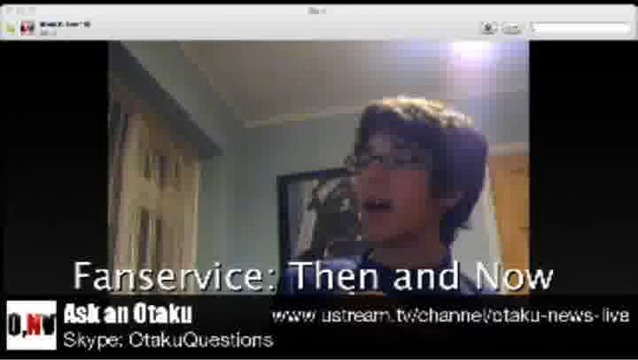 Fanservice: Then and Now
Ask an Otaku
www.ustream.tv/channel/otaku-news-live
Skype: OtakuQuestions